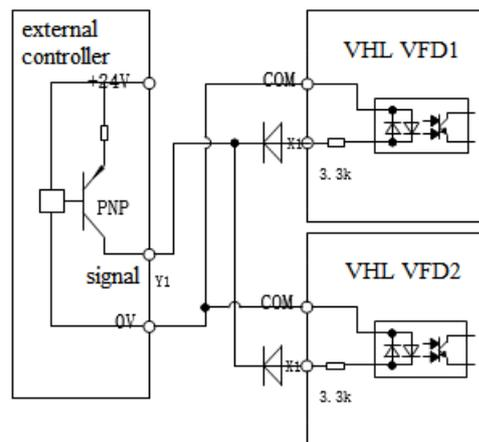 external
controller
+24V
PNP
signal
Y1
0V
VHL VFD1
COM
X1
3.3k
VHL VFD2
COM
X1
3.3k